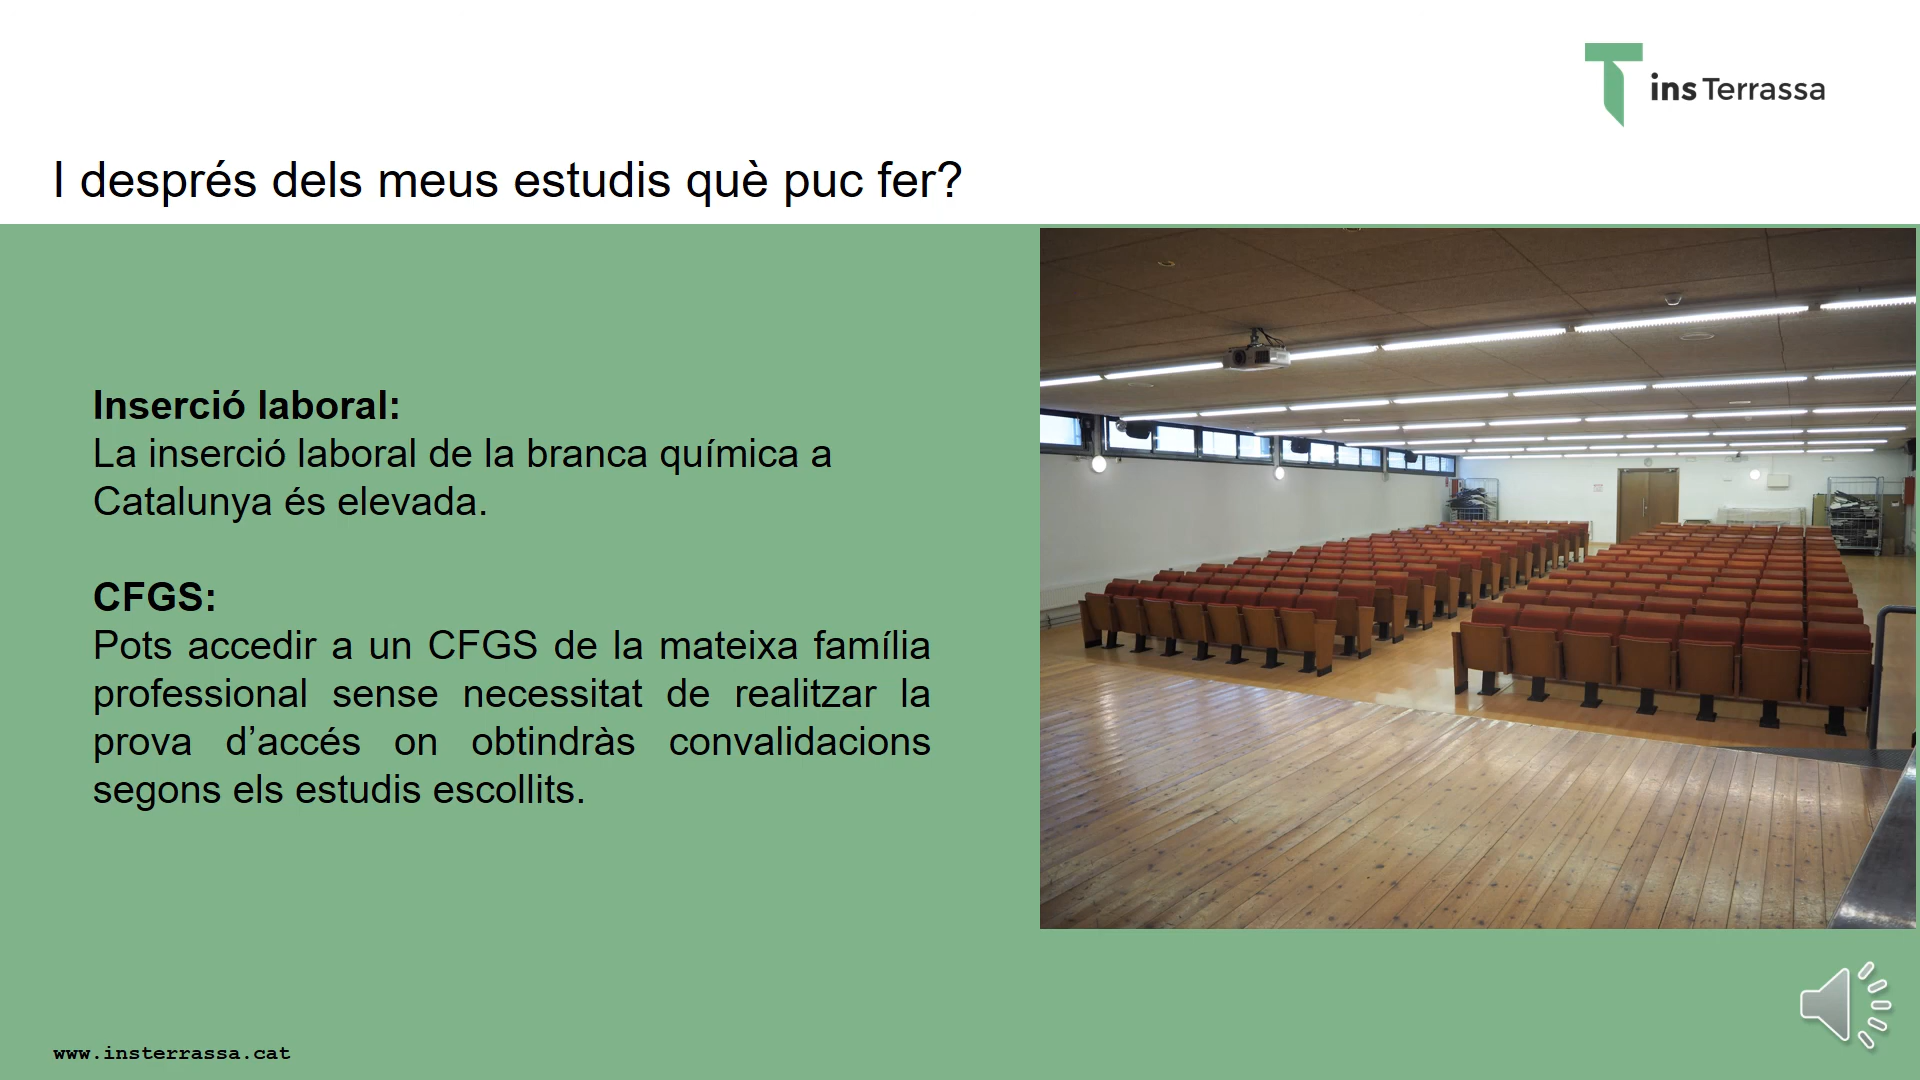 ins Terrassa
I després dels meus estudis què puc fer?
Inserció laboral:
La inserció laboral de la branca química a
Catalunya és elevada.
CFGS:
Pots accedir a un CFGS de la mateixa família
professional sense necessitat de realitzar la
prova d’accés on obtindràs convalidacions
segons els estudis escollits.
www.insterrassa.cat